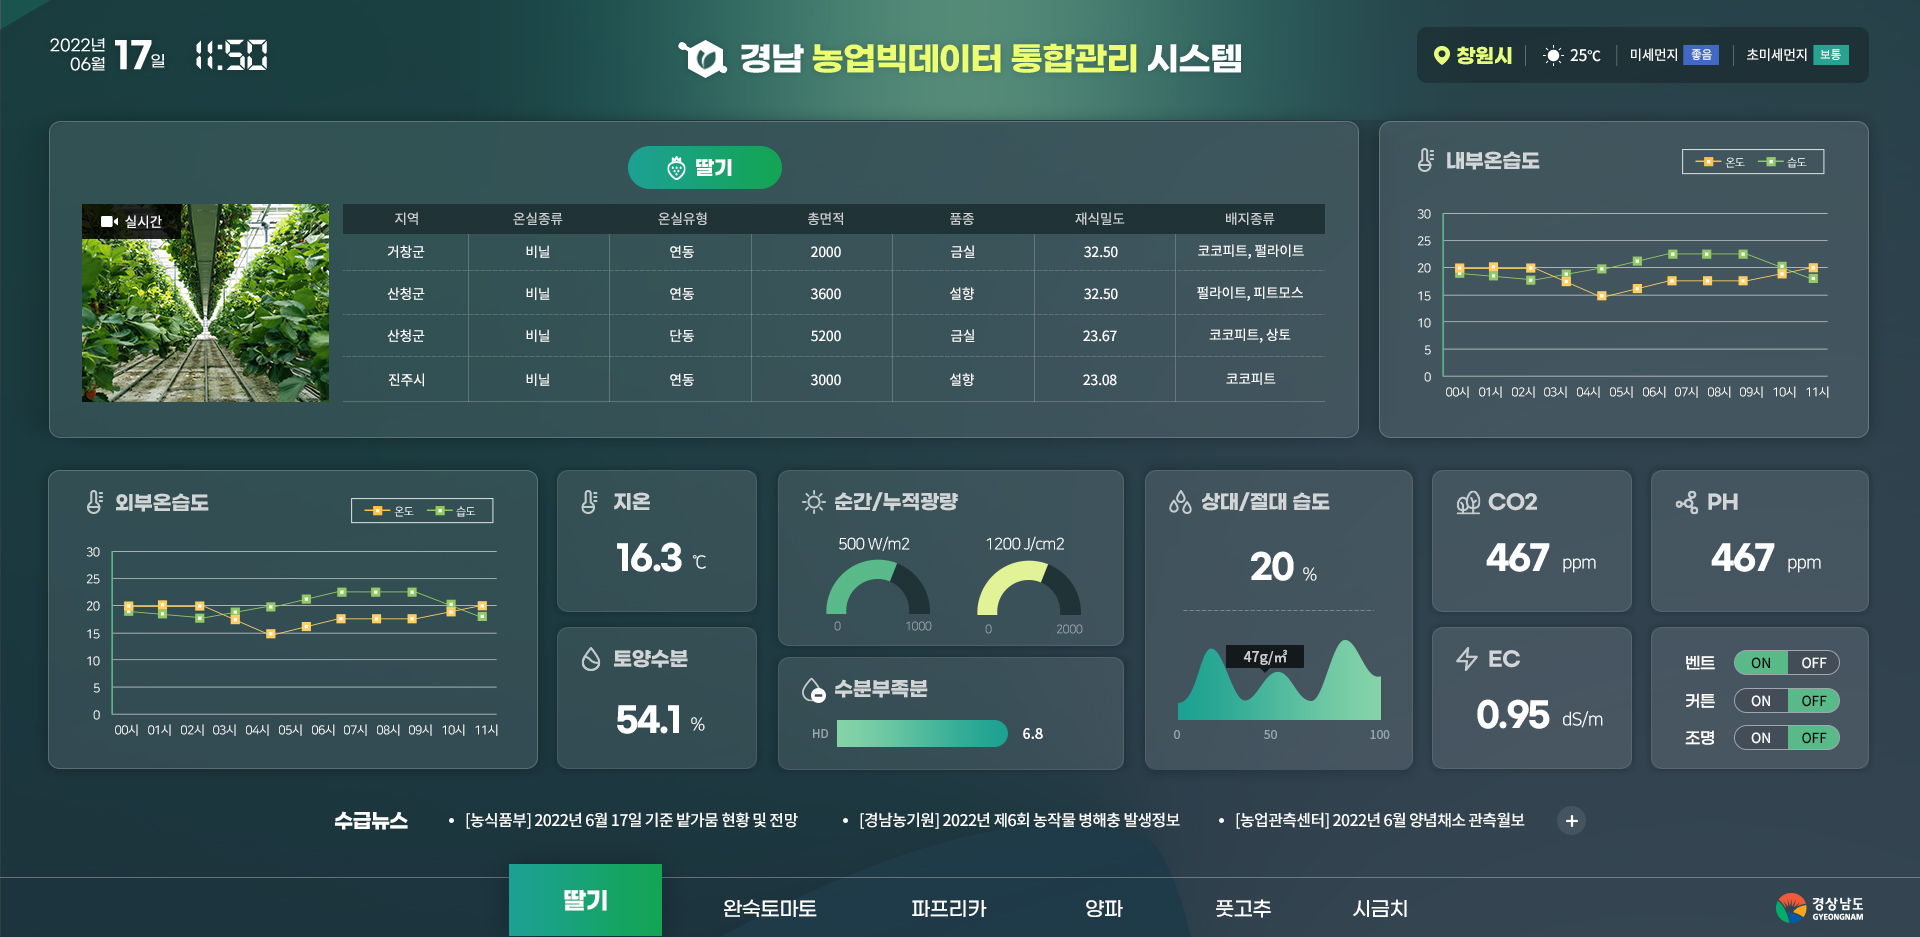 2022년
06월
17일
11:50
경남 농업빅데이터 통합관리 시스템
창원시
25℃
미세먼지 좋음
초미세먼지 보통
딸기
실시간
지역 온실종류 온실유형 총면적 품종 재식밀도 배지종류
거창군 비닐 연동 2000 금실 32.50 코코피트, 펄라이트
산청군 비닐 연동 3600 설향 32.50 펄라이트, 피트모스
산청군 비닐 단동 5200 금실 23.67 코코피트, 상토
진주시 비닐 연동 3000 설향 23.08 코코피트
내부온습도
온도 습도
30
25
20
15
10
5
0
00시 01시 02시 03시 04시 05시 06시 07시 08시 09시 10시 11시
외부온습도
온도 습도
30
25
20
15
10
5
0
00시 01시 02시 03시 04시 05시 06시 07시 08시 09시 10시 11시
지온
16.3 ℃
토양수분
54.1 %
순간/누적광량
500 W/m2
0 1000
1200 J/cm2
0 2000
수분부족분
HD 6.8
상대/절대 습도
20 %
47g/㎥
0 50 100
CO2
467 ppm
PH
467 ppm
EC
0.95 dS/m
벤트 ON OFF
커튼 ON OFF
조명 ON OFF
수급뉴스
• [농식품부] 2022년 6월 17일 기준 밭가뭄 현황 및 전망
• [경남농기원] 2022년 제6회 농작물 병해충 발생정보
• [농업관측센터] 2022년 6월 양념채소 관측월보
+
딸기 완숙토마토 파프리카 양파 풋고추 시금치
경상남도
GYEONGNAM